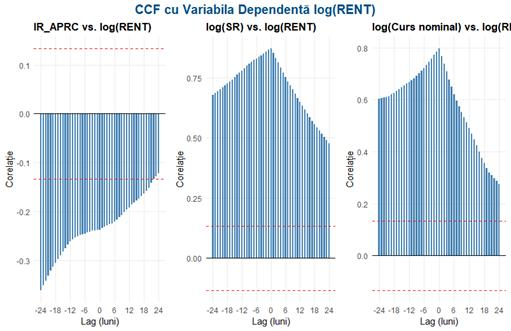 CCF cu Variabila Dependentă log(RENT)
IR_APRC vs. log(RENT)
log(SR) vs. log(RENT)
log(Curs nominal) vs. log(RE
Corelație
0.1
0.0
-0.1
-0.2
-0.3
-24 -18 -12 -6 0 6 12 18 24
Lag (luni)
Corelație
0.75
0.50
0.25
0.00
-24 -18 -12 -6 0 6 12 18 24
Lag (luni)
Corelație
0.8
0.6
0.4
0.2
0.0
-24 -18 -12 -6 0 6 12 18 24
Lag (luni)